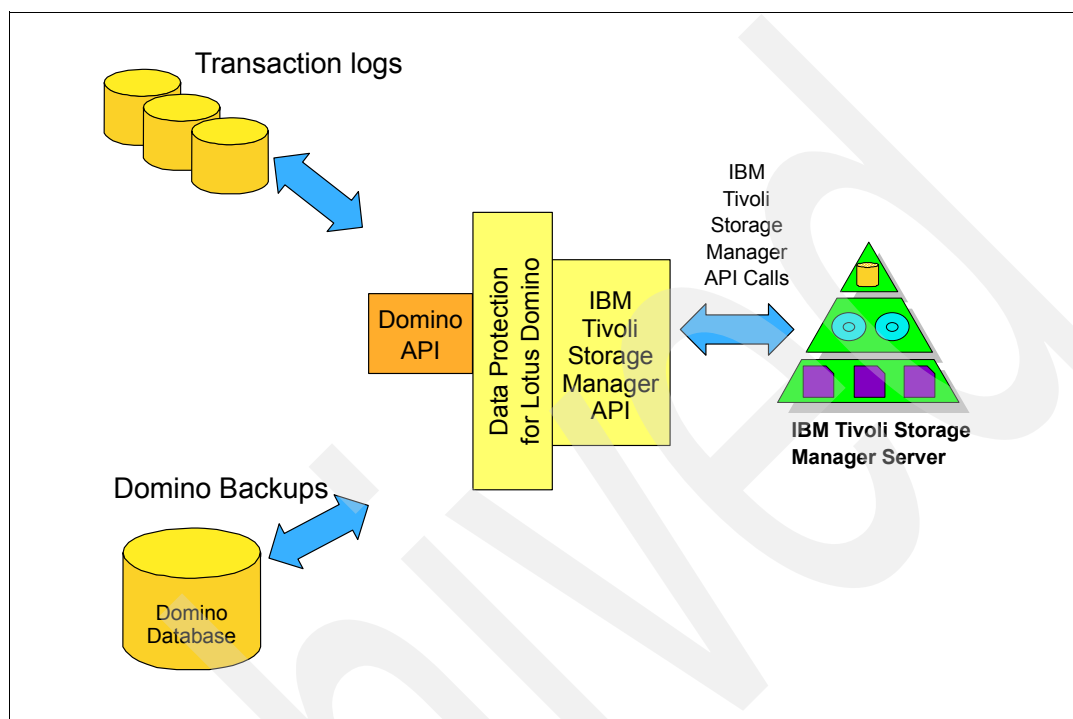 Transaction logs
IBM
Tivoli
Storage
Manager
API Calls
Data Protection
for Lotus Domino
Domino
API
IBM
Tivoli
Storage
Manager
API
IBM Tivoli Storage
Manager Server
Domino Backups
Domino
Database
hived